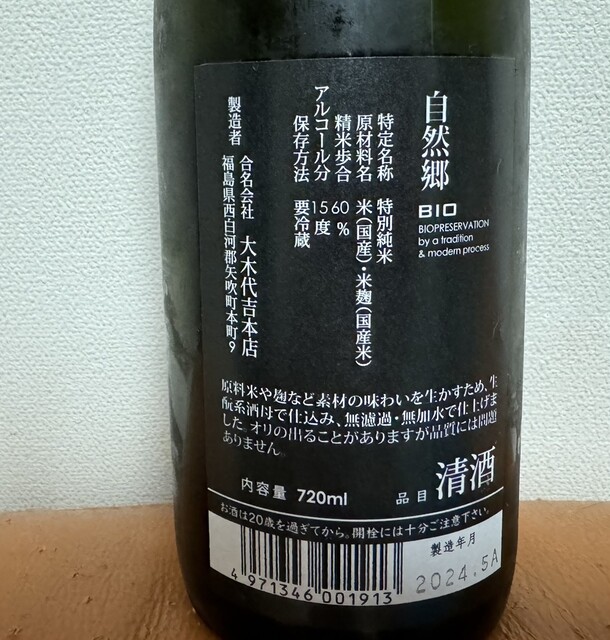 自然郷
BIO
BIOPRESERVATION
by a tradition
& modern process
特定名称 特別純米
原材料名 米(国産)・米麹(国産米)
精米歩合 60%
アルコール分 15度
保存方法 要冷蔵
製造者 合名会社 大木代吉本店
福島県西白河郡矢吹町本町9
原料米や麹など素材の味わいを生かすため、生
酛系酒母で仕込み、無濾過・無加水で仕上げま
した。オリの出ることがありますが品質には問題
ありません。
内容量 720ml
品目 清酒
お酒は20歳を過ぎてから。開栓には十分ご注意下さい。
製造年月
2024.5A
4 971346 001913